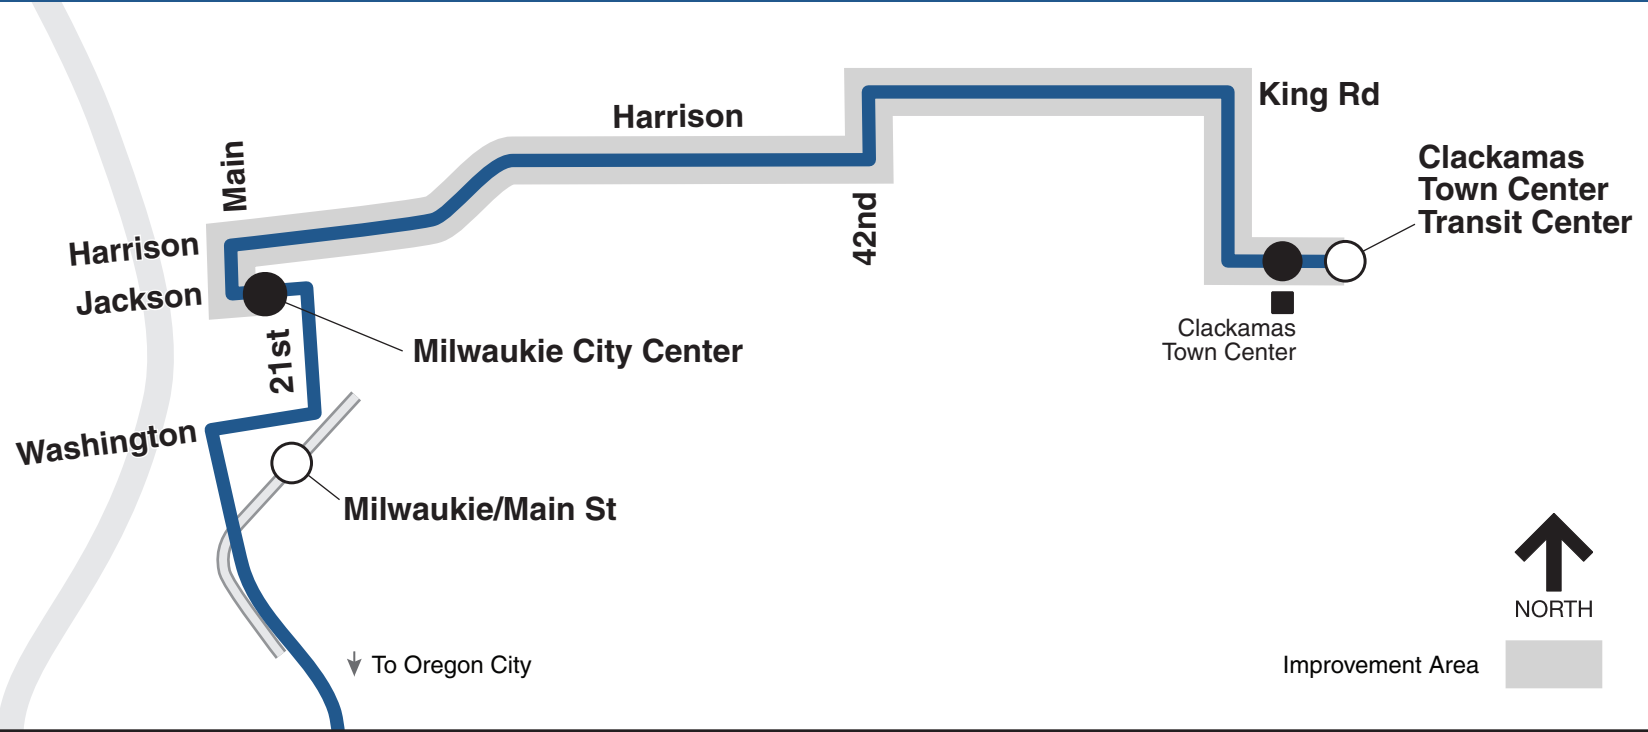 King Rd
Harrison
Main
Clackamas
Town Center
Transit Center
42nd
Harrison
Jackson
Clackamas
Town Center
21st
Milwaukie City Center
Washington
Milwaukie/Main St
NORTH
To Oregon City
Improvement Area